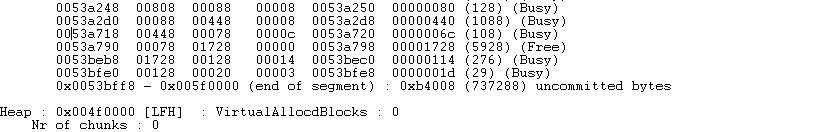 0053a248 00808 00088 00008 0053a250 00000080 (128) (Busy)
0053a2d0 00088 00448 00008 0053a2d8 00000440 (1088) (Busy)
0053a718 00448 00078 0000c 0053a720 0000006c (108) (Busy)
0053a790 00078 01728 00000 0053a798 00001728 (5928) (Free)
0053beb8 01728 00128 00014 0053bec0 00000114 (276) (Busy)
0053bfe0 00128 00020 00003 0053bfe8 0000001d (29) (Busy)
0x0053bff8 - 0x005f0000 (end of segment) : 0xb4008 (737288) uncommitted bytes
Heap : 0x004f0000 [LFH] : VirtualAllocdBlocks : 0
Nr of chunks : 0